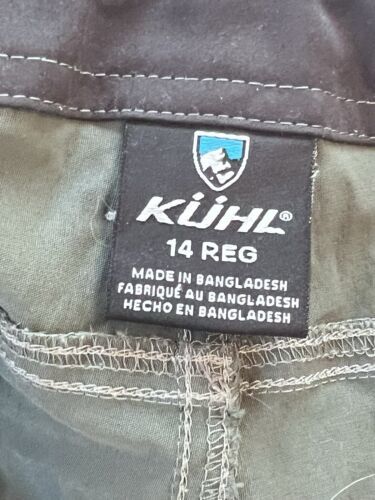 KÜHL®
14 REG
MADE IN BANGLADESH
FABRIQUÉ AU BANGLADESH
HECHO EN BANGLADESH